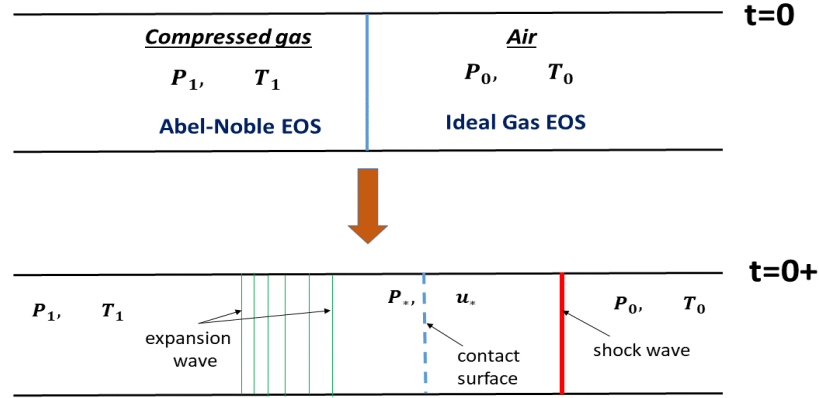 t=0
Compressed gas
Air
P₁, T₁
P₀, T₀
Abel-Noble EOS
Ideal Gas EOS
t=0+
P₁, T₁
P*, u*
P₀, T₀
expansion
wave
contact
surface
shock wave